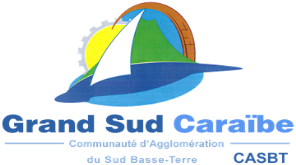 Grand Sud Caraïbe
Communauté d'Agglomération
du Sud Basse-Terre CASBT